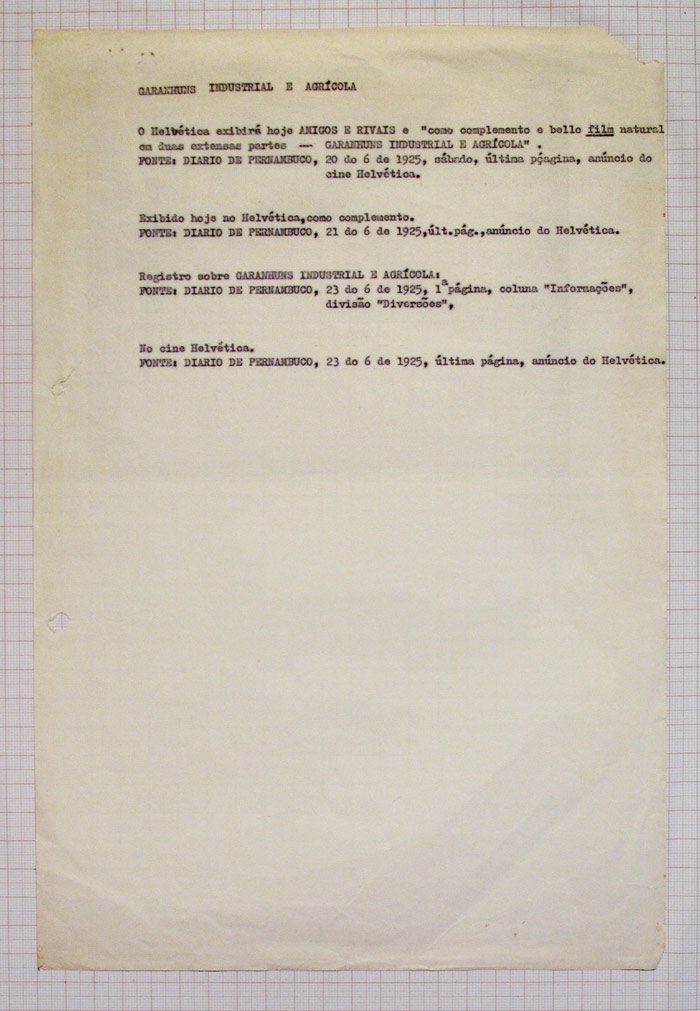 GARANHUNS INDUSTRIAL E AGRÍCOLA
O Helvética exibirá hoje AMIGOS E RIVAIS e "como complemento o bello film natural
em duas extensas partes — GARANHUNS INDUSTRIAL E AGRÍCOLA" .
FONTE: DIARIO DE PERNAMBUCO, 20 de 6 de 1925, sábado, última póagina, anúncio do
cine Helvética.
Exibido hoje no Helvética,como complemento.
FONTE: DIARIO DE PERNAMBUCO, 21 de 6 de 1925,últ.pág.,anúncio do Helvética.
Registro sobre GARANHUNS INDUSTRIAL E AGRÍCOLA:
FONTE: DIARIO DE PERNAMBUCO, 23 de 6 de 1925, 1ª página, coluna "Informações",
divisão "Diversões",
No cine Helvética.
FONTE: DIARIO DE PERNAMBUCO, 23 de 6 de 1925, última página, anúncio do Helvética.